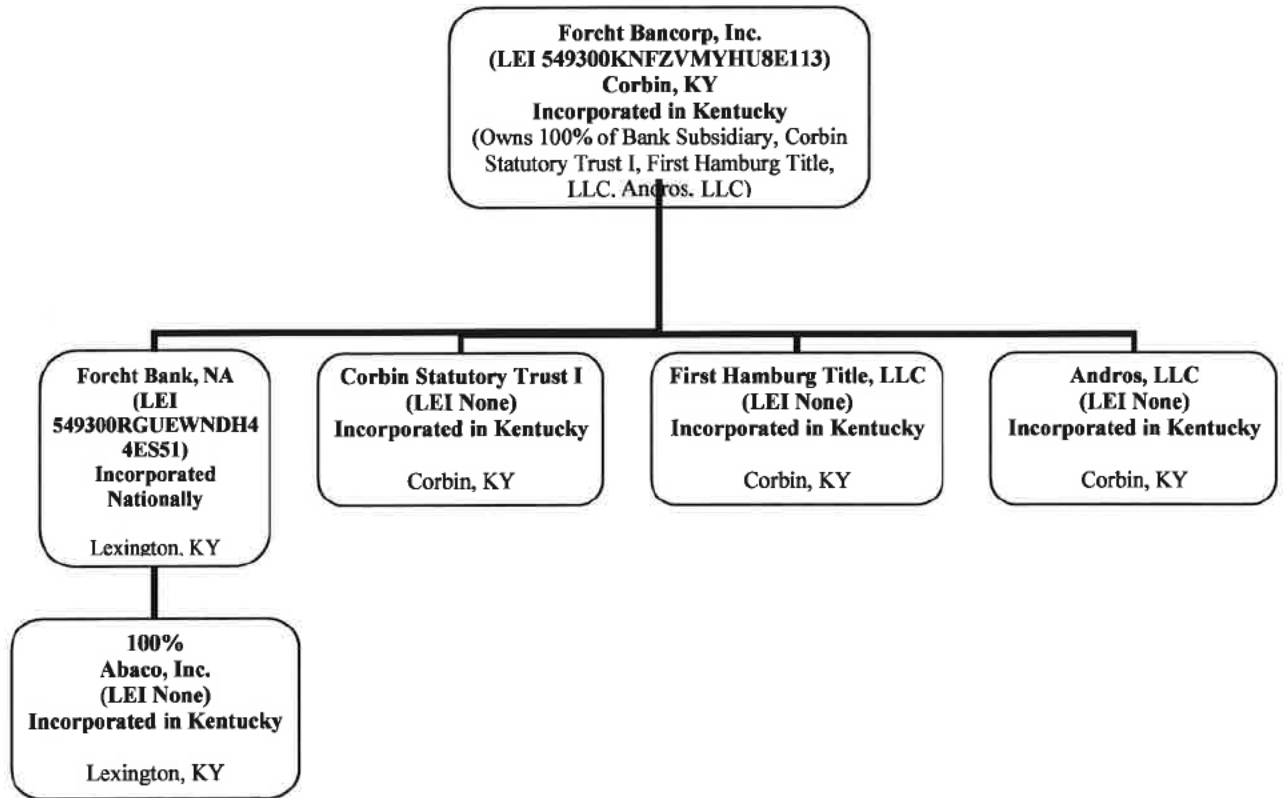 Forcht Bancorp, Inc.
(LEI 549300KNFZVMYHU8E113)
Corbin, KY
Incorporated in Kentucky
(Owns 100% of Bank Subsidiary, Corbin
Statutory Trust I, First Hamburg Title,
LLC, Andros, LLC)
Forcht Bank, NA
(LEI
549300RGUEWNDH4
4ES51)
Incorporated
Nationally
Lexington, KY
Corbin Statutory Trust I
(LEI None)
Incorporated in Kentucky
Corbin, KY
First Hamburg Title, LLC
(LEI None)
Incorporated in Kentucky
Corbin, KY
Andros, LLC
(LEI None)
Incorporated in Kentucky
Corbin, KY
100%
Abaco, Inc.
(LEI None)
Incorporated in Kentucky
Lexington, KY